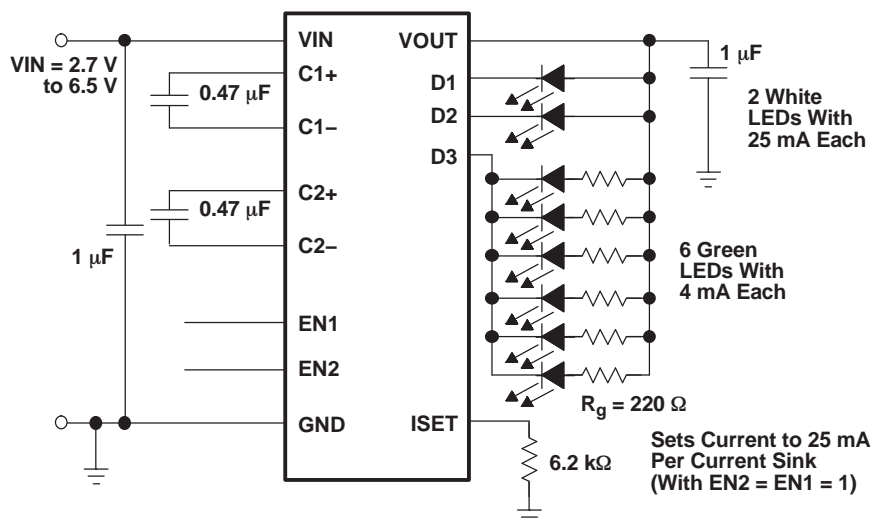 VIN
VOUT
VIN = 2.7 V
to 6.5 V
C1+
0.47 μF
C1−
D1
D2
D3
1 μF
2 White
LEDs With
25 mA Each
C2+
0.47 μF
C2−
1 μF
6 Green
LEDs With
4 mA Each
EN1
EN2
GND
ISET
Rg = 220 Ω
6.2 kΩ
Sets Current to 25 mA
Per Current Sink
(With EN2 = EN1 = 1)